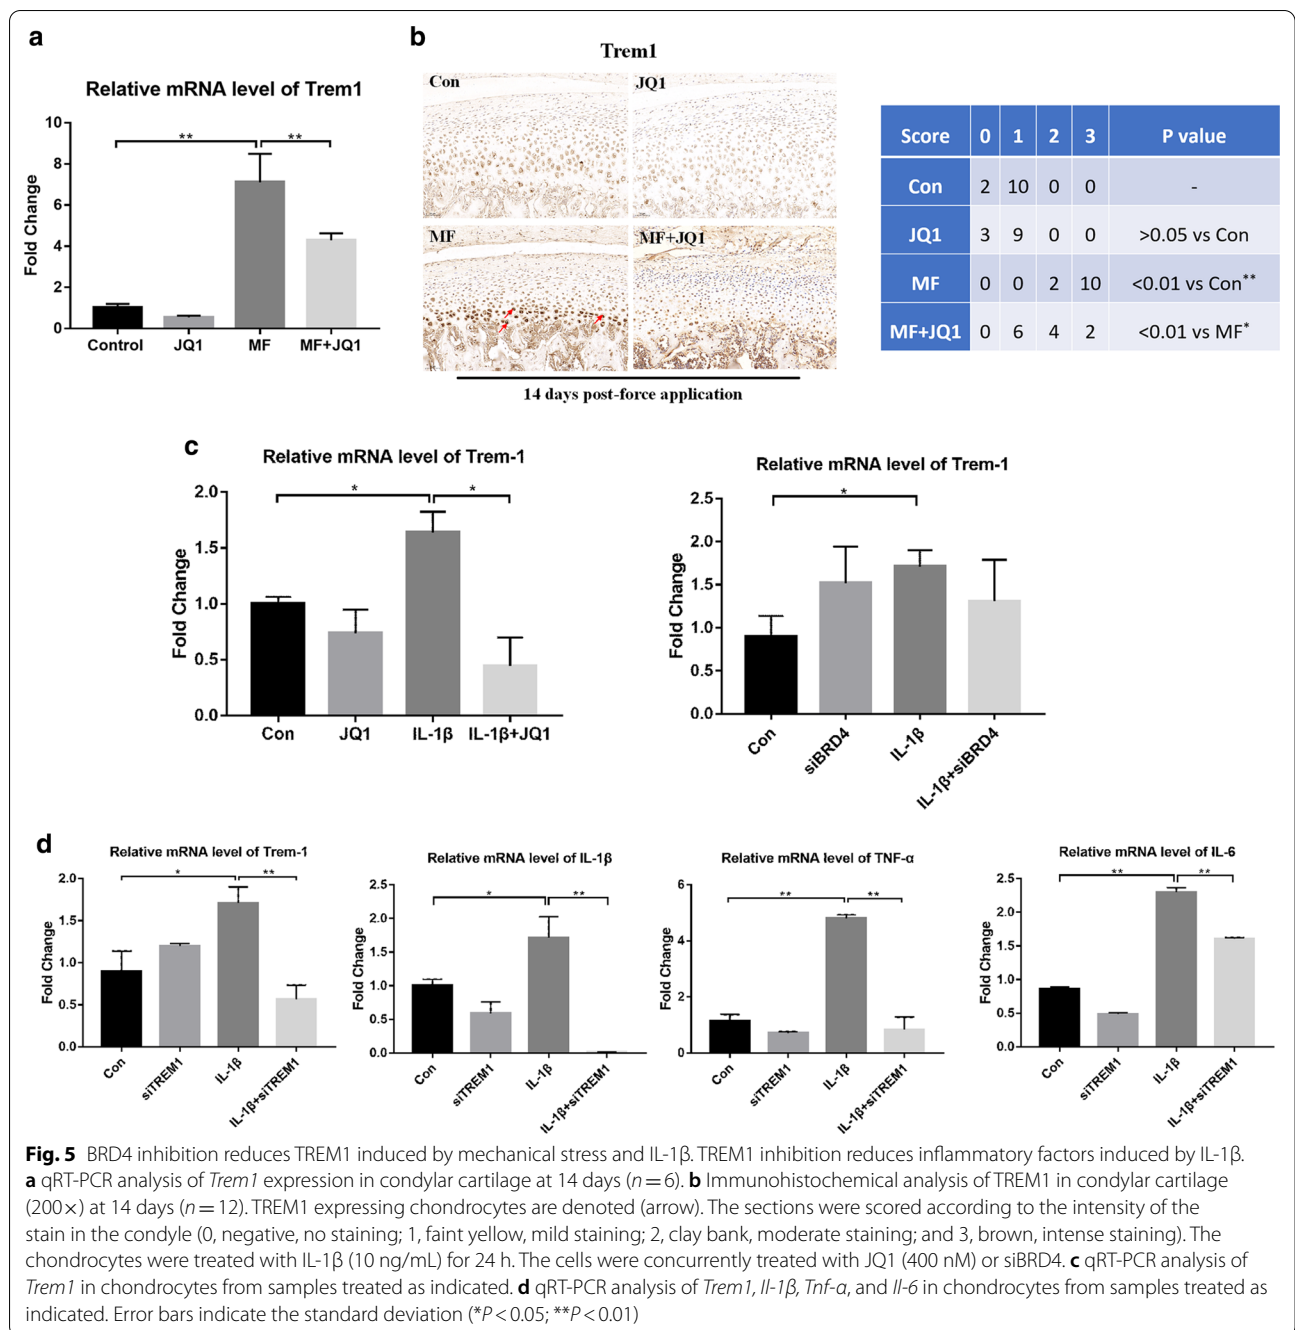 a
Relative mRNA level of Trem1
Fold Change
10
8
6
4
2
0
**
**
Control JQ1 MF MF+JQ1
b
Trem1
Con
JQ1
MF
MF+JQ1
14 days post-force application
Score 0 1 2 3 P value
Con 2 10 0 0 -
JQ1 3 9 0 0 >0.05 vs Con
MF 0 0 2 10 <0.01 vs Con**
MF+JQ1 0 6 4 2 <0.01 vs MF*
c
Relative mRNA level of Trem-1
Fold Change
2.0
1.5
1.0
0.5
0.0
*
*
Con JQ1 IL-1β IL-1β+JQ1
Relative mRNA level of Trem-1
Fold Change
2.5
2.0
1.5
1.0
0.5
0.0
*
Con siBRD4 IL-1β IL-1β+siBRD4
d
Relative mRNA level of Trem-1
Fold Change
2.0
1.5
1.0
0.5
0.0
*
**
Con siTREM1 IL-1β IL-1β+siTREM1
Relative mRNA level of IL-1β
Fold Change
2.5
2.0
1.5
1.0
0.5
0.0
*
**
Con siTREM1 IL-1β IL-1β+siTREM1
Relative mRNA level of TNF-α
Fold Change
6
4
2
0
**
**
Con siTREM1 IL-1β IL-1β+siTREM1
Relative mRNA level of IL-6
Fold Change
2.5
2.0
1.5
1.0
0.5
0.0
**
**
Con siTREM1 IL-1β IL-1β+siTREM1
Fig. 5 BRD4 inhibition reduces TREM1 induced by mechanical stress and IL-1β. TREM1 inhibition reduces inflammatory factors induced by IL-1β.
a qRT-PCR analysis of Trem1 expression in condylar cartilage at 14 days (n = 6). b Immunohistochemical analysis of TREM1 in condylar cartilage
(200×) at 14 days (n = 12). TREM1 expressing chondrocytes are denoted (arrow). The sections were scored according to the intensity of the
stain in the condyle (0, negative, no staining; 1, faint yellow, mild staining; 2, clay bank, moderate staining; and 3, brown, intense staining). The
chondrocytes were treated with IL-1β (10 ng/mL) for 24 h. The cells were concurrently treated with JQ1 (400 nM) or siBRD4. c qRT-PCR analysis of
Trem1 in chondrocytes from samples treated as indicated. d qRT-PCR analysis of Trem1, Il-1β, Tnf-α, and Il-6 in chondrocytes from samples treated as
indicated. Error bars indicate the standard deviation (*P < 0.05; **P < 0.01)